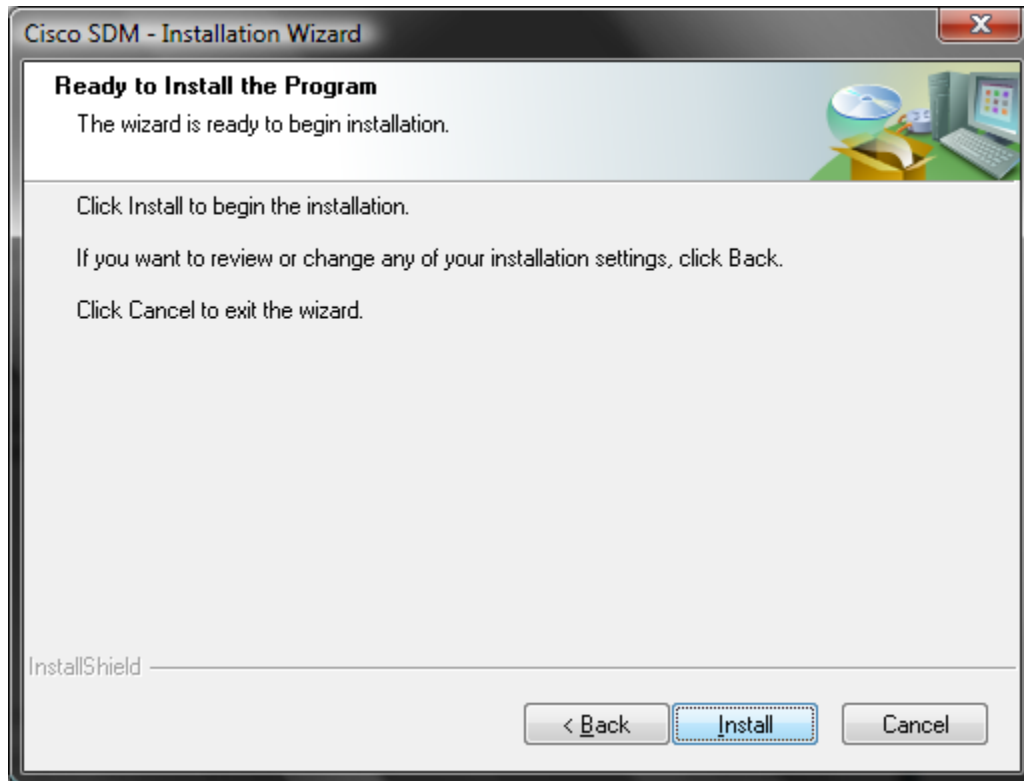 Cisco SDM - Installation Wizard
Ready to Install the Program
The wizard is ready to begin installation.
Click Install to begin the installation.
If you want to review or change any of your installation settings, click Back.
Click Cancel to exit the wizard.
InstallShield
< Back
Install
Cancel